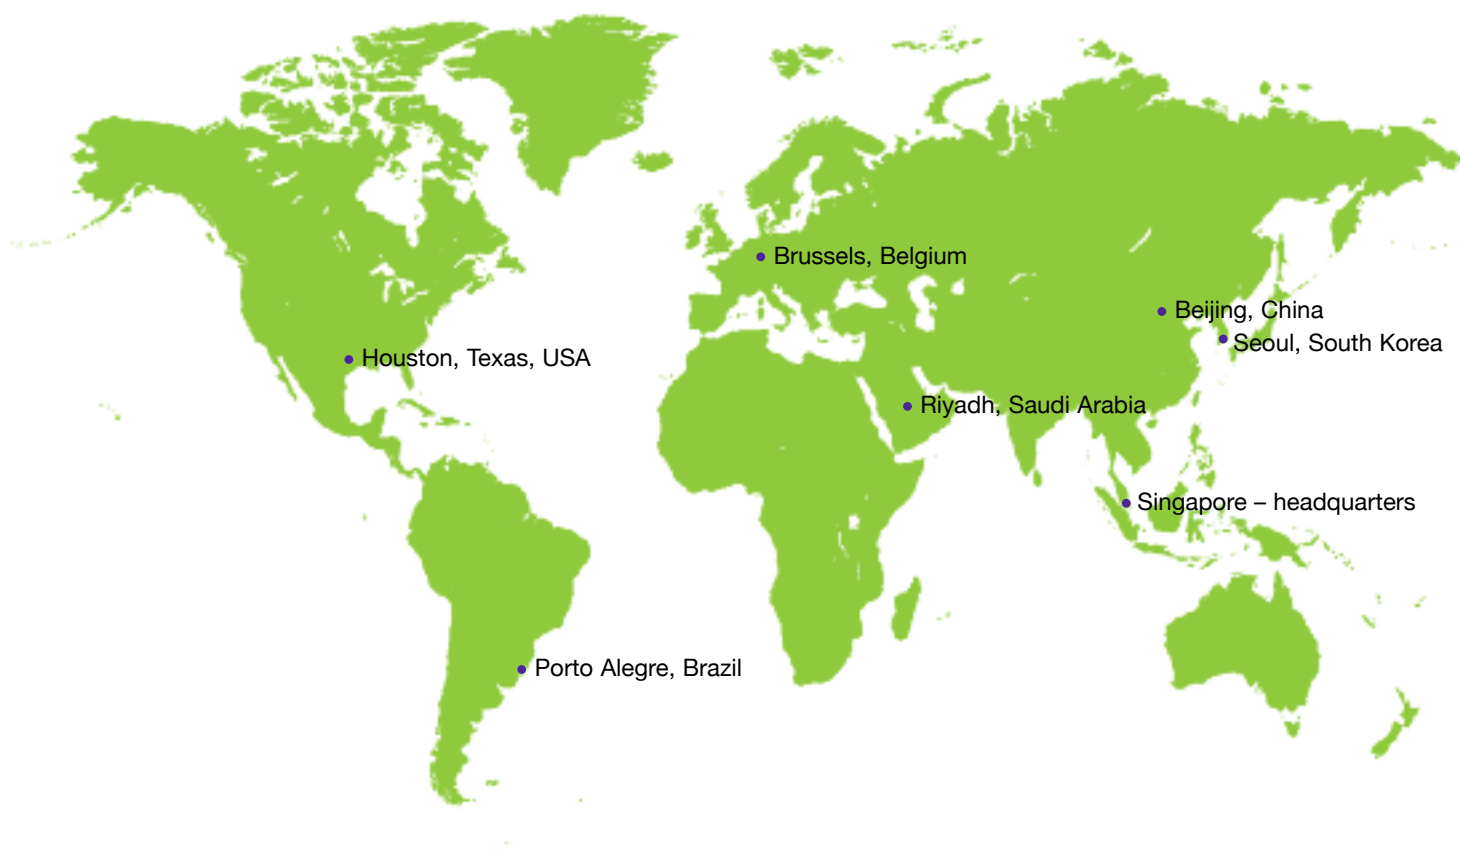 Brussels, Belgium
Beijing, China
Seoul, South Korea
Houston, Texas, USA
Riyadh, Saudi Arabia
Singapore – headquarters
Porto Alegre, Brazil